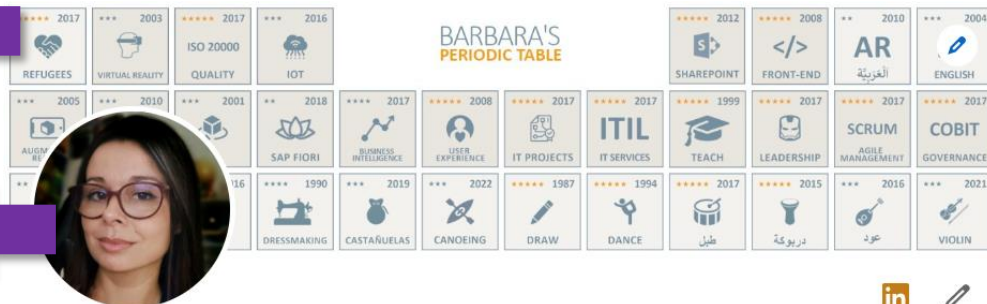 ***** 2017
REFUGEES
*** 2003
VIRTUAL REALITY
***** 2017
ISO 20000
QUALITY
*** 2016
IOT
BARBARA'S
PERIODIC TABLE
***** 2012
S
SHAREPOINT
***** 2008
</>
FRONT-END
** 2010
AR
اَلْعَرَبِيَّة
*** 2004
ENGLISH
*** 2005
*** 2010
*** 2001
** 2018
SAP FIORI
**** 2017
BUSINESS
INTELLIGENCE
***** 2008
USER
EXPERIENCE
***** 2017
IT PROJECTS
***** 2017
ITIL
IT SERVICES
***** 1999
TEACH
***** 2017
LEADERSHIP
***** 2017
SCRUM
AGILE
MANAGEMENT
***** 2017
COBIT
GOVERNANCE
**** 1990
DRESSMAKING
*** 2019
CASTAÑUELAS
*** 2022
CANOEING
***** 1987
DRAW
***** 1994
DANCE
***** 2017
طبل
***** 2015
دربوكة
*** 2016
عود
*** 2021
VIOLIN
in